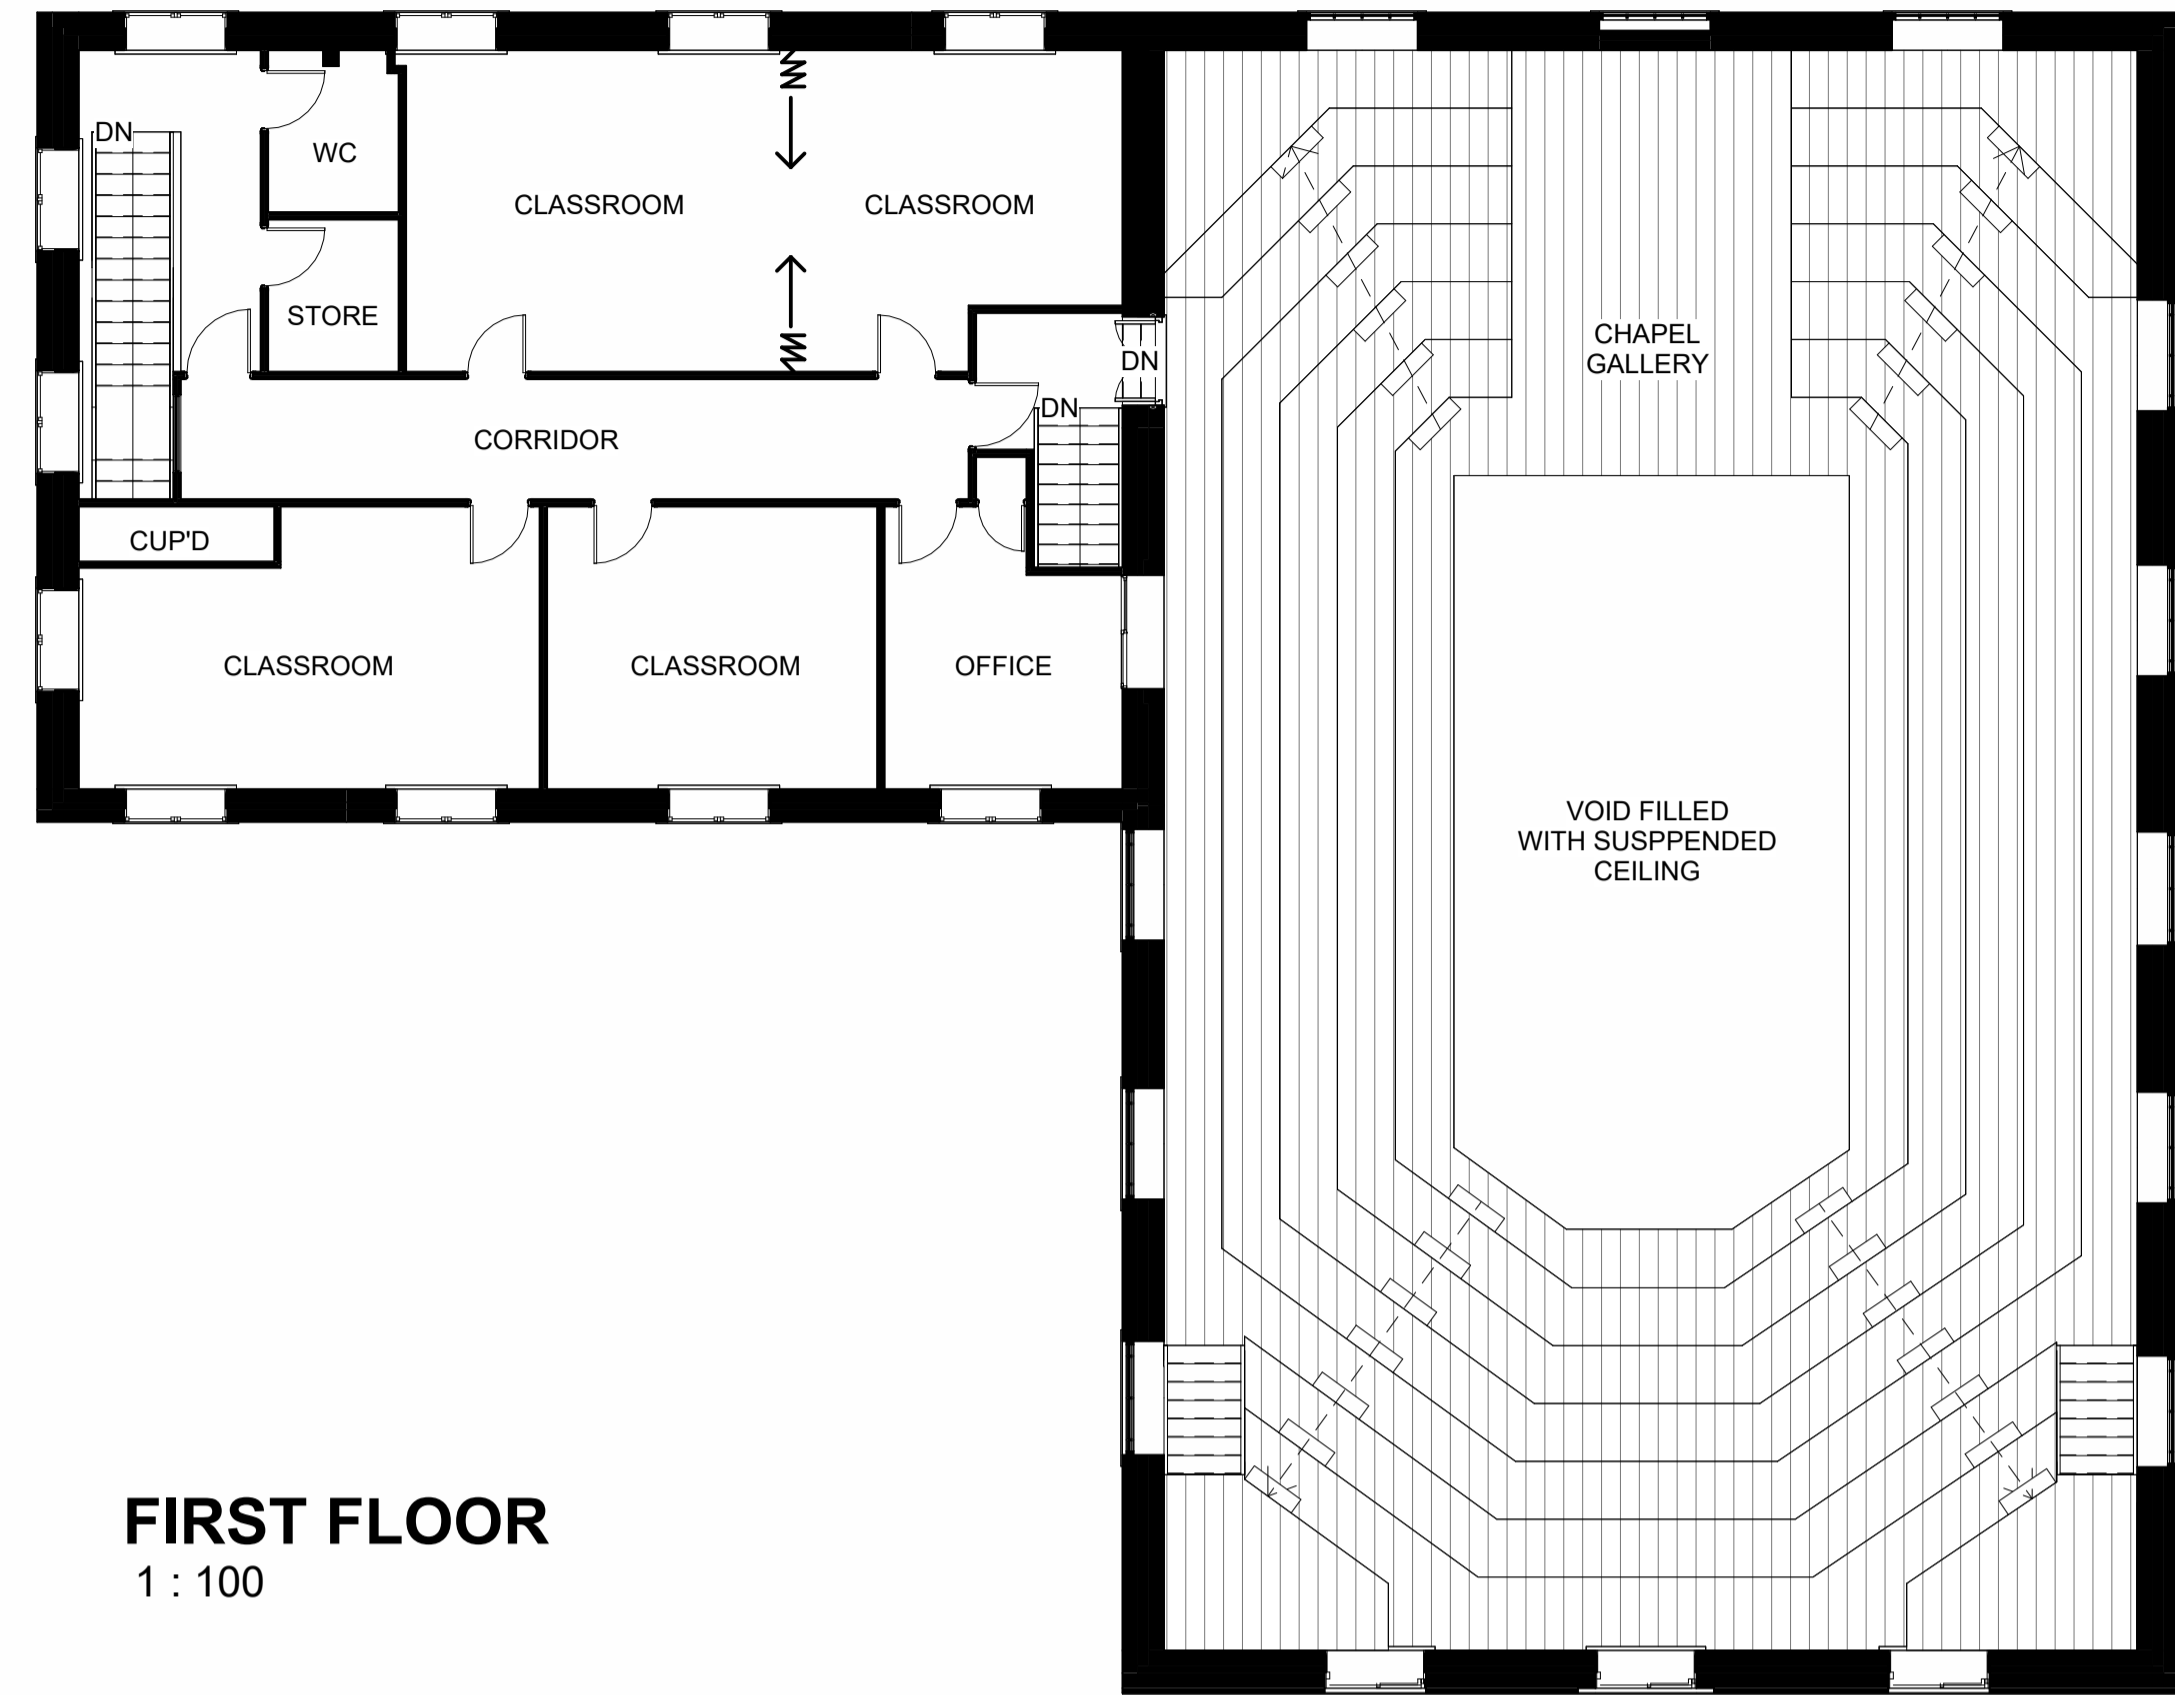 DN
WC
CLASSROOM
CLASSROOM
STORE
CHAPEL
GALLERY
DN
DN
CORRIDOR
CUP'D
CLASSROOM
CLASSROOM
OFFICE
VOID FILLED
WITH SUSPPENDED
CEILING
FIRST FLOOR
1 : 100